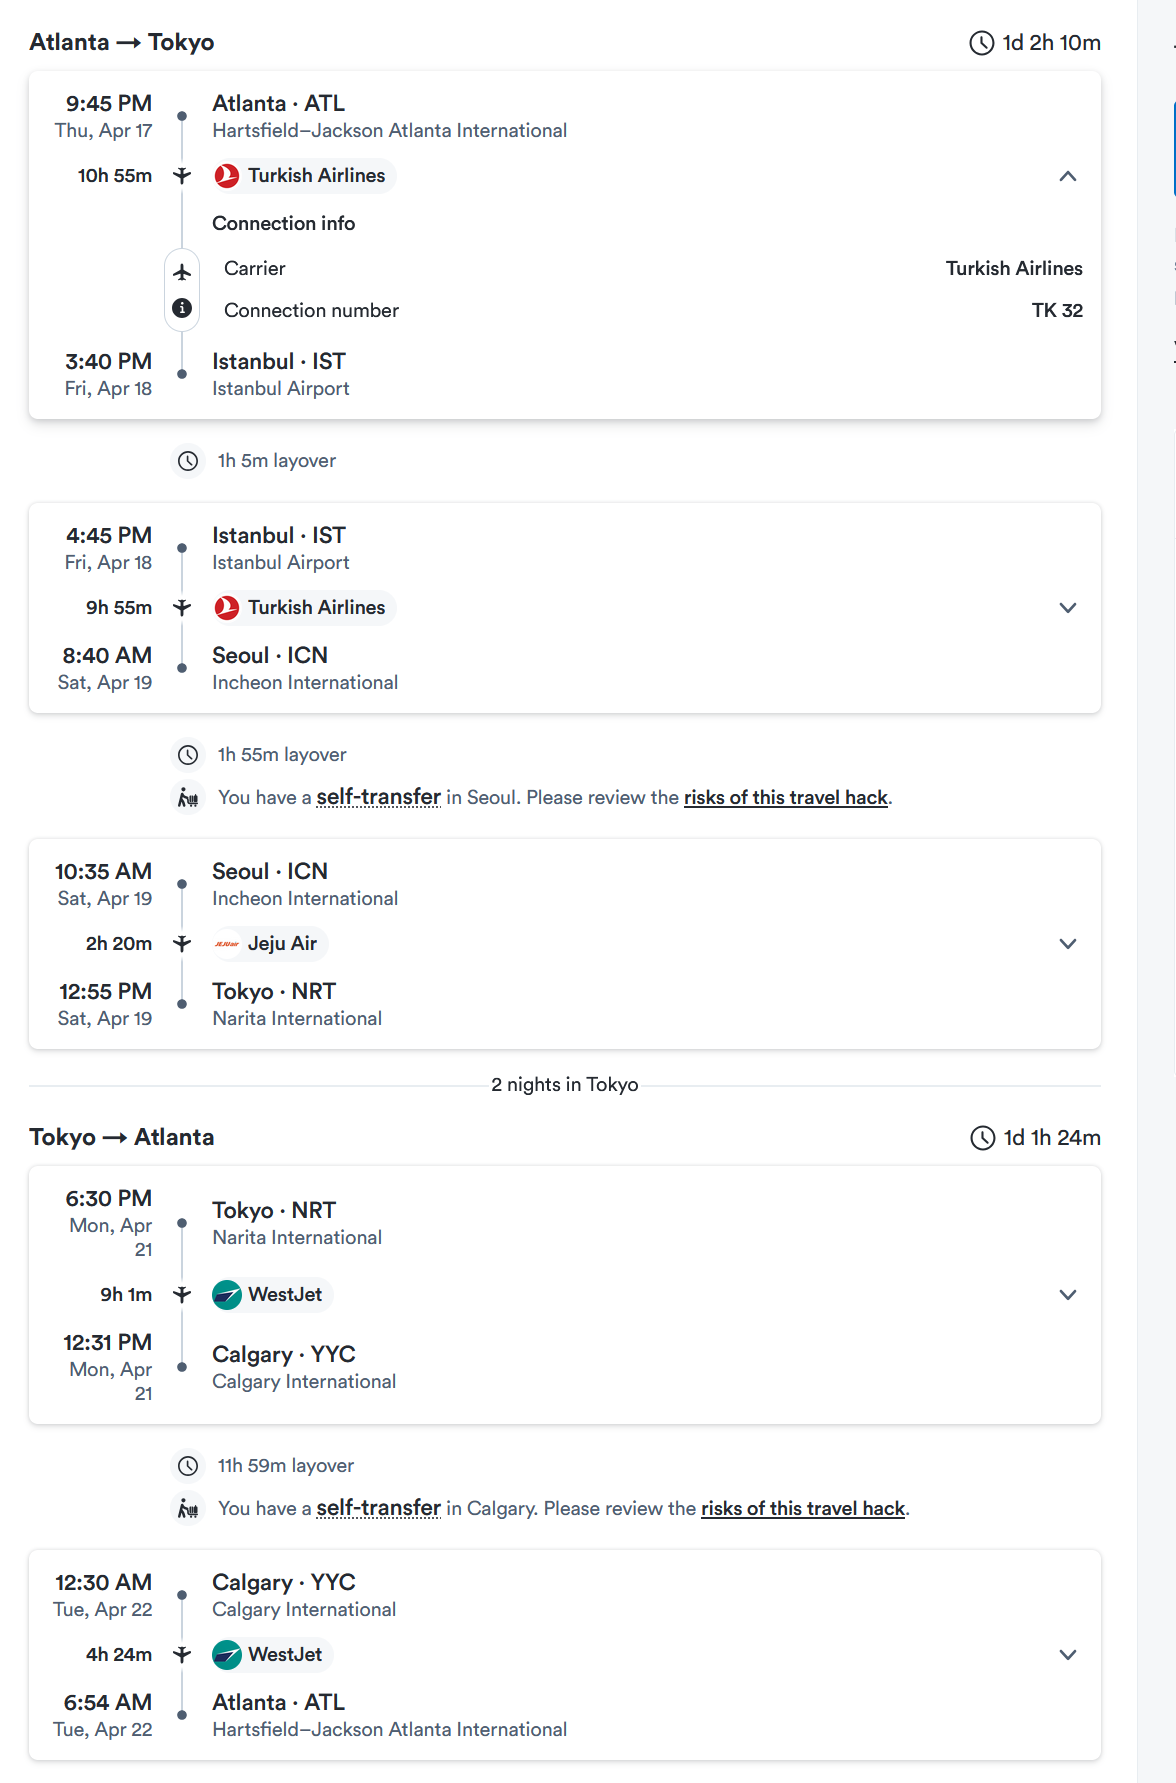 Atlanta → Tokyo
1d 2h 10m
9:45 PM
Thu, Apr 17
Atlanta · ATL
Hartsfield–Jackson Atlanta International
10h 55m
Turkish Airlines
Connection info
Carrier
Turkish Airlines
Connection number
TK 32
3:40 PM
Fri, Apr 18
Istanbul · IST
Istanbul Airport
1h 5m layover
4:45 PM
Fri, Apr 18
Istanbul · IST
Istanbul Airport
9h 55m
Turkish Airlines
8:40 AM
Sat, Apr 19
Seoul · ICN
Incheon International
1h 55m layover
You have a self-transfer in Seoul. Please review the risks of this travel hack.
10:35 AM
Sat, Apr 19
Seoul · ICN
Incheon International
2h 20m
JEJUair
Jeju Air
12:55 PM
Sat, Apr 19
Tokyo · NRT
Narita International
2 nights in Tokyo
Tokyo → Atlanta
1d 1h 24m
6:30 PM
Mon, Apr
21
Tokyo · NRT
Narita International
9h 1m
WestJet
12:31 PM
Mon, Apr
21
Calgary · YYC
Calgary International
11h 59m layover
You have a self-transfer in Calgary. Please review the risks of this travel hack.
12:30 AM
Tue, Apr 22
Calgary · YYC
Calgary International
4h 24m
WestJet
6:54 AM
Tue, Apr 22
Atlanta · ATL
Hartsfield–Jackson Atlanta International